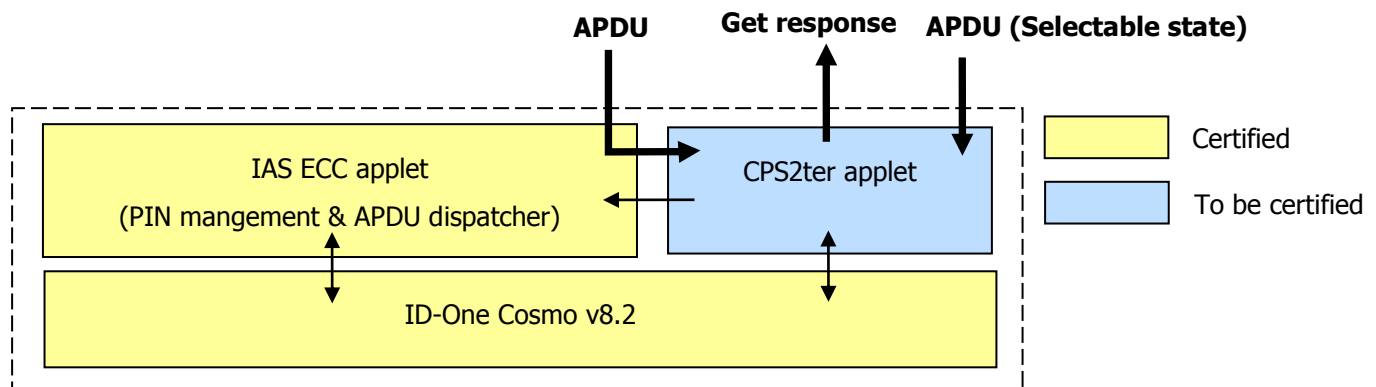 APDU
Get response
APDU (Selectable state)
IAS ECC applet
(PIN mangement & APDU dispatcher)
CPS2ter applet
ID-One Cosmo v8.2
Certified
To be certified